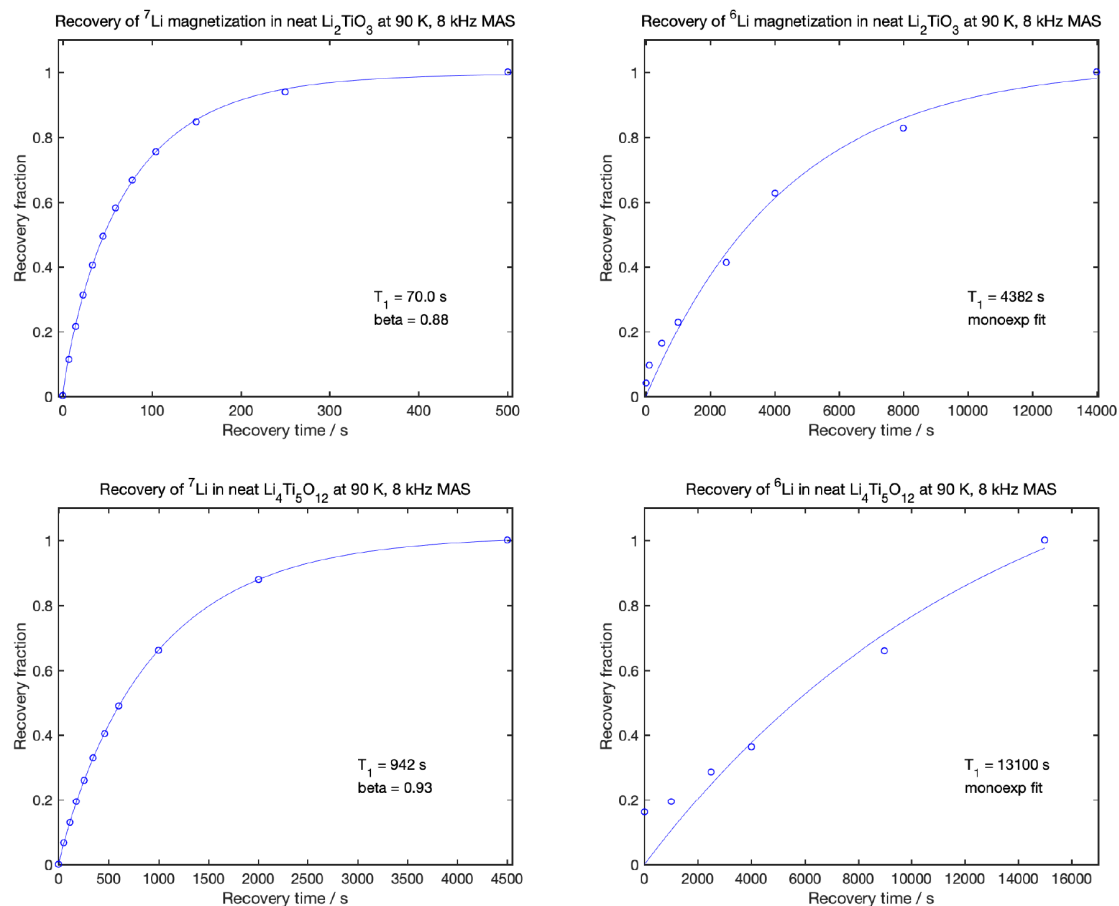 Recovery of ⁷Li magnetization in neat Li₂TiO₃ at 90 K, 8 kHz MAS
1
0.8
0.6
0.4
0.2
0
Recovery fraction
T₁ = 70.0 s
beta = 0.88
0 100 200 300 400 500
Recovery time / s
Recovery of ⁶Li magnetization in neat Li₂TiO₃ at 90 K, 8 kHz MAS
1
0.8
0.6
0.4
0.2
0
Recovery fraction
T₁ = 4382 s
monoexp fit
0 2000 4000 6000 8000 10000 12000 14000
Recovery time / s
Recovery of ⁷Li in neat Li₄Ti₅O₁₂ at 90 K, 8 kHz MAS
1
0.8
0.6
0.4
0.2
0
Recovery fraction
T₁ = 942 s
beta = 0.93
0 500 1000 1500 2000 2500 3000 3500 4000 4500
Recovery time / s
Recovery of ⁶Li in neat Li₄Ti₅O₁₂ at 90 K, 8 kHz MAS
1
0.8
0.6
0.4
0.2
0
Recovery fraction
T₁ = 13100 s
monoexp fit
0 2000 4000 6000 8000 10000 12000 14000 16000
Recovery time / s